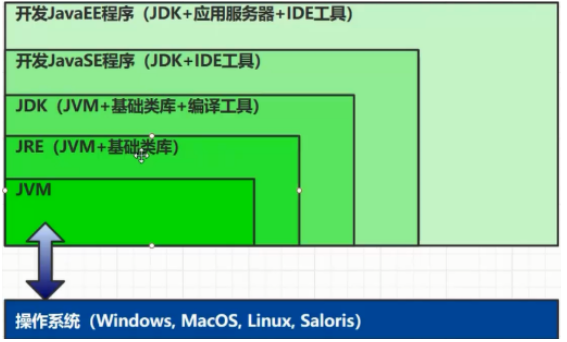 开发JavaEE程序（JDK+应用服务器+IDE工具）
开发JavaSE程序（JDK+IDE工具）
JDK（JVM+基础类库+编译工具）
JRE（JVM+基础类库）
JVM
操作系统（Windows, MacOS, Linux, Saloris）